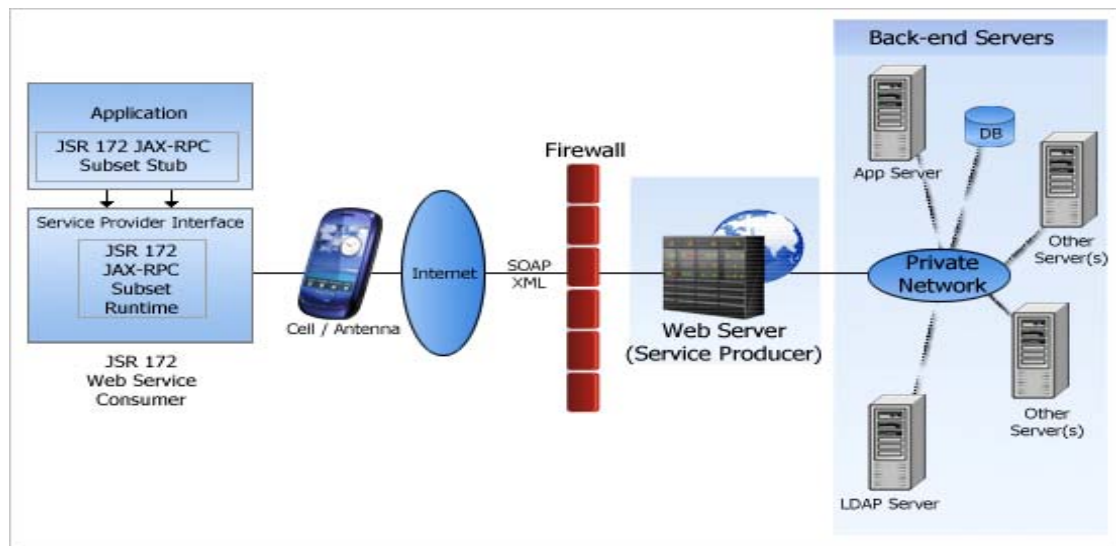 Back-end Servers
Application
JSR 172 JAX-RPC
Subset Stub
Service Provider Interface
JSR 172
JAX-RPC
Subset
Runtime
JSR 172
Web Service
Consumer
Cell / Antenna
Internet
SOAP
XML
Firewall
Web Server
(Service Producer)
App Server
DB
Other
Server(s)
Private
Network
Other
Server(s)
LDAP Server